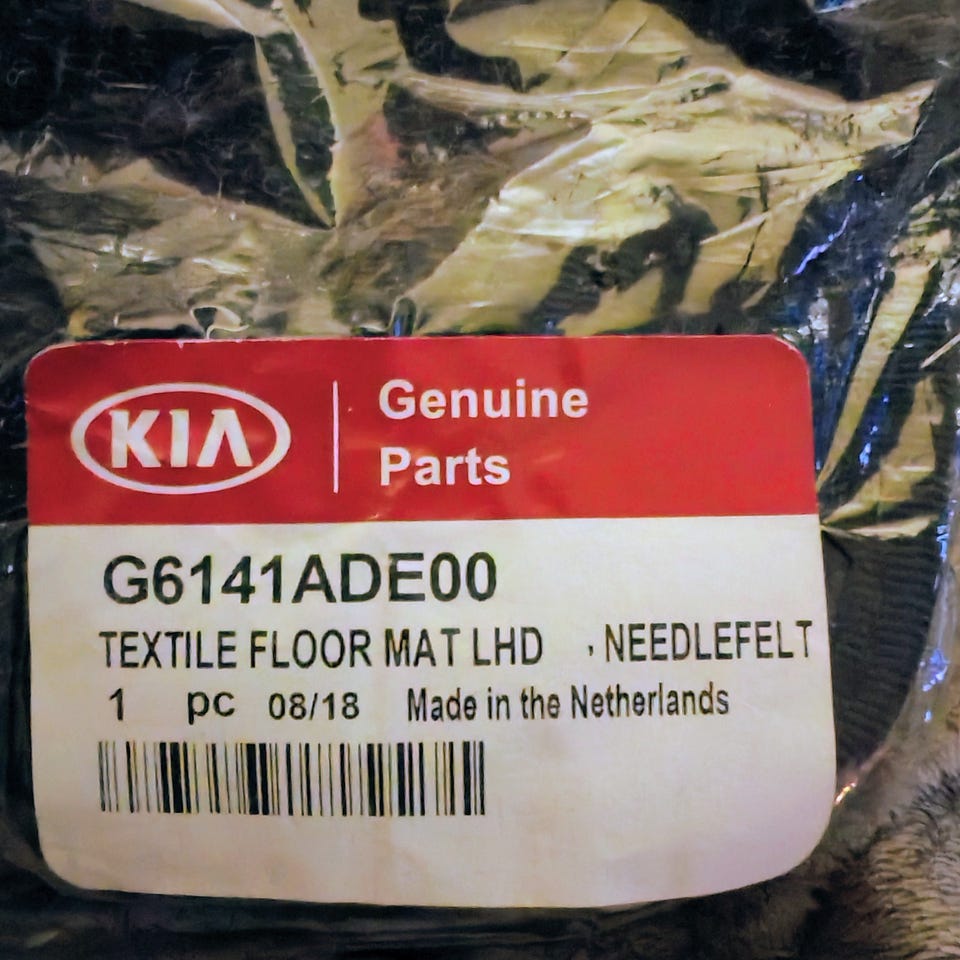 KIA
Genuine
Parts
G6141ADE00
TEXTILE FLOOR MAT LHD , NEEDLEFELT
1 pc 08/18 Made in the Netherlands